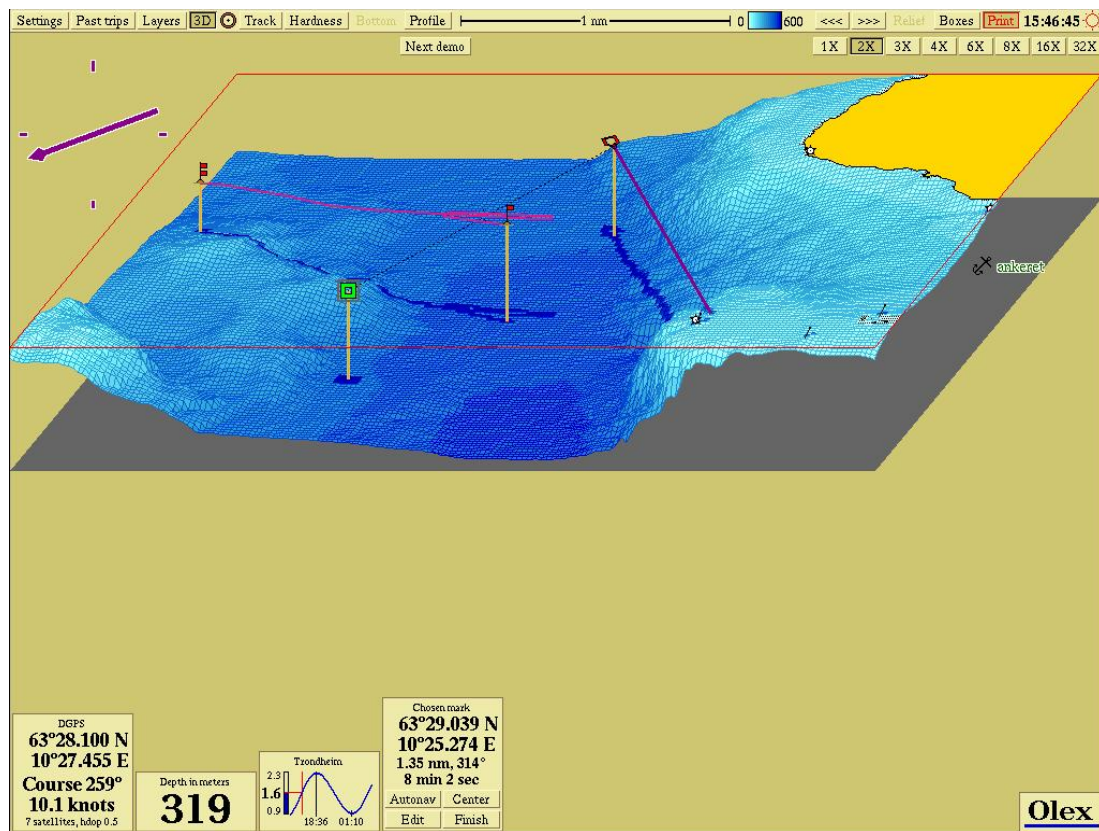 Settings Past trips Layers 3D Track Hardness Bottom Profile 1 nm 0 600 <<< >>> Relief Boxes Print 15:46:45
Next demo 1X 2X 3X 4X 6X 8X 16X 32X
ankeret
DGPS
63°28.100 N
10°27.455 E
Course 259°
10.1 knots
7 satellites, hdop 0.5
Depth in meters
319
Trondheim
2.3
1.6
0.9
18:36 01:10
Chosen mark
63°29.039 N
10°25.274 E
1.35 nm, 314°
8 min 2 sec
Autonav Center
Edit Finish
Olex